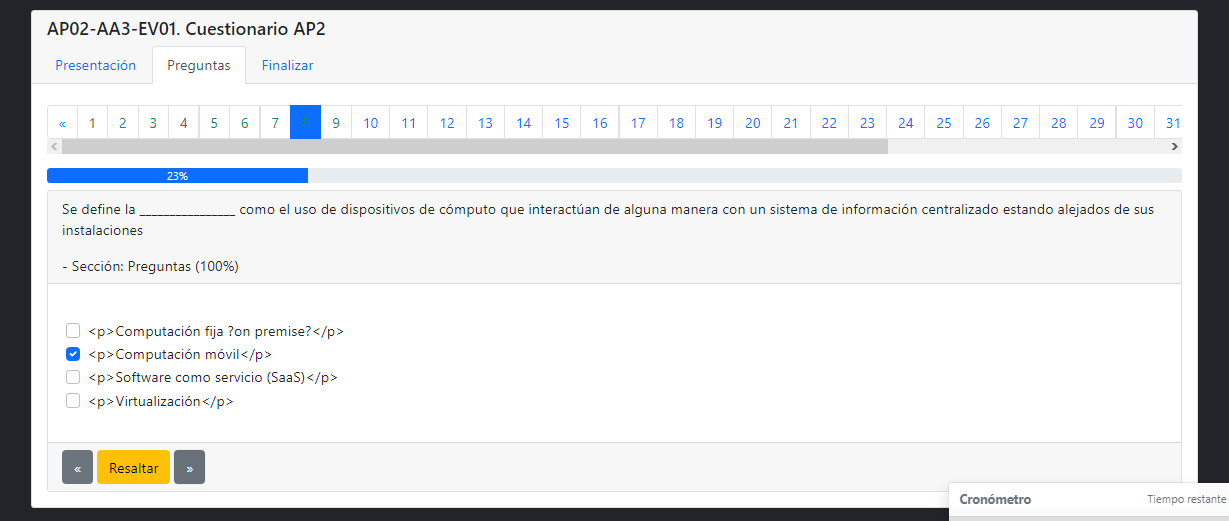 AP02-AA3-EV01. Cuestionario AP2
Presentación Preguntas Finalizar
« 1 2 3 4 5 6 7 8 9 10 11 12 13 14 15 16 17 18 19 20 21 22 23 24 25 26 27 28 29 30 31
23%
Se define la ________________ como el uso de dispositivos de cómputo que interactúan de alguna manera con un sistema de información centralizado estando alejados de sus
instalaciones
- Sección: Preguntas (100%)
<p>Computación fija ?on premise?</p>
<p>Computación móvil</p>
<p>Software como servicio (SaaS)</p>
<p>Virtualización</p>
« Resaltar »
Cronómetro Tiempo restante